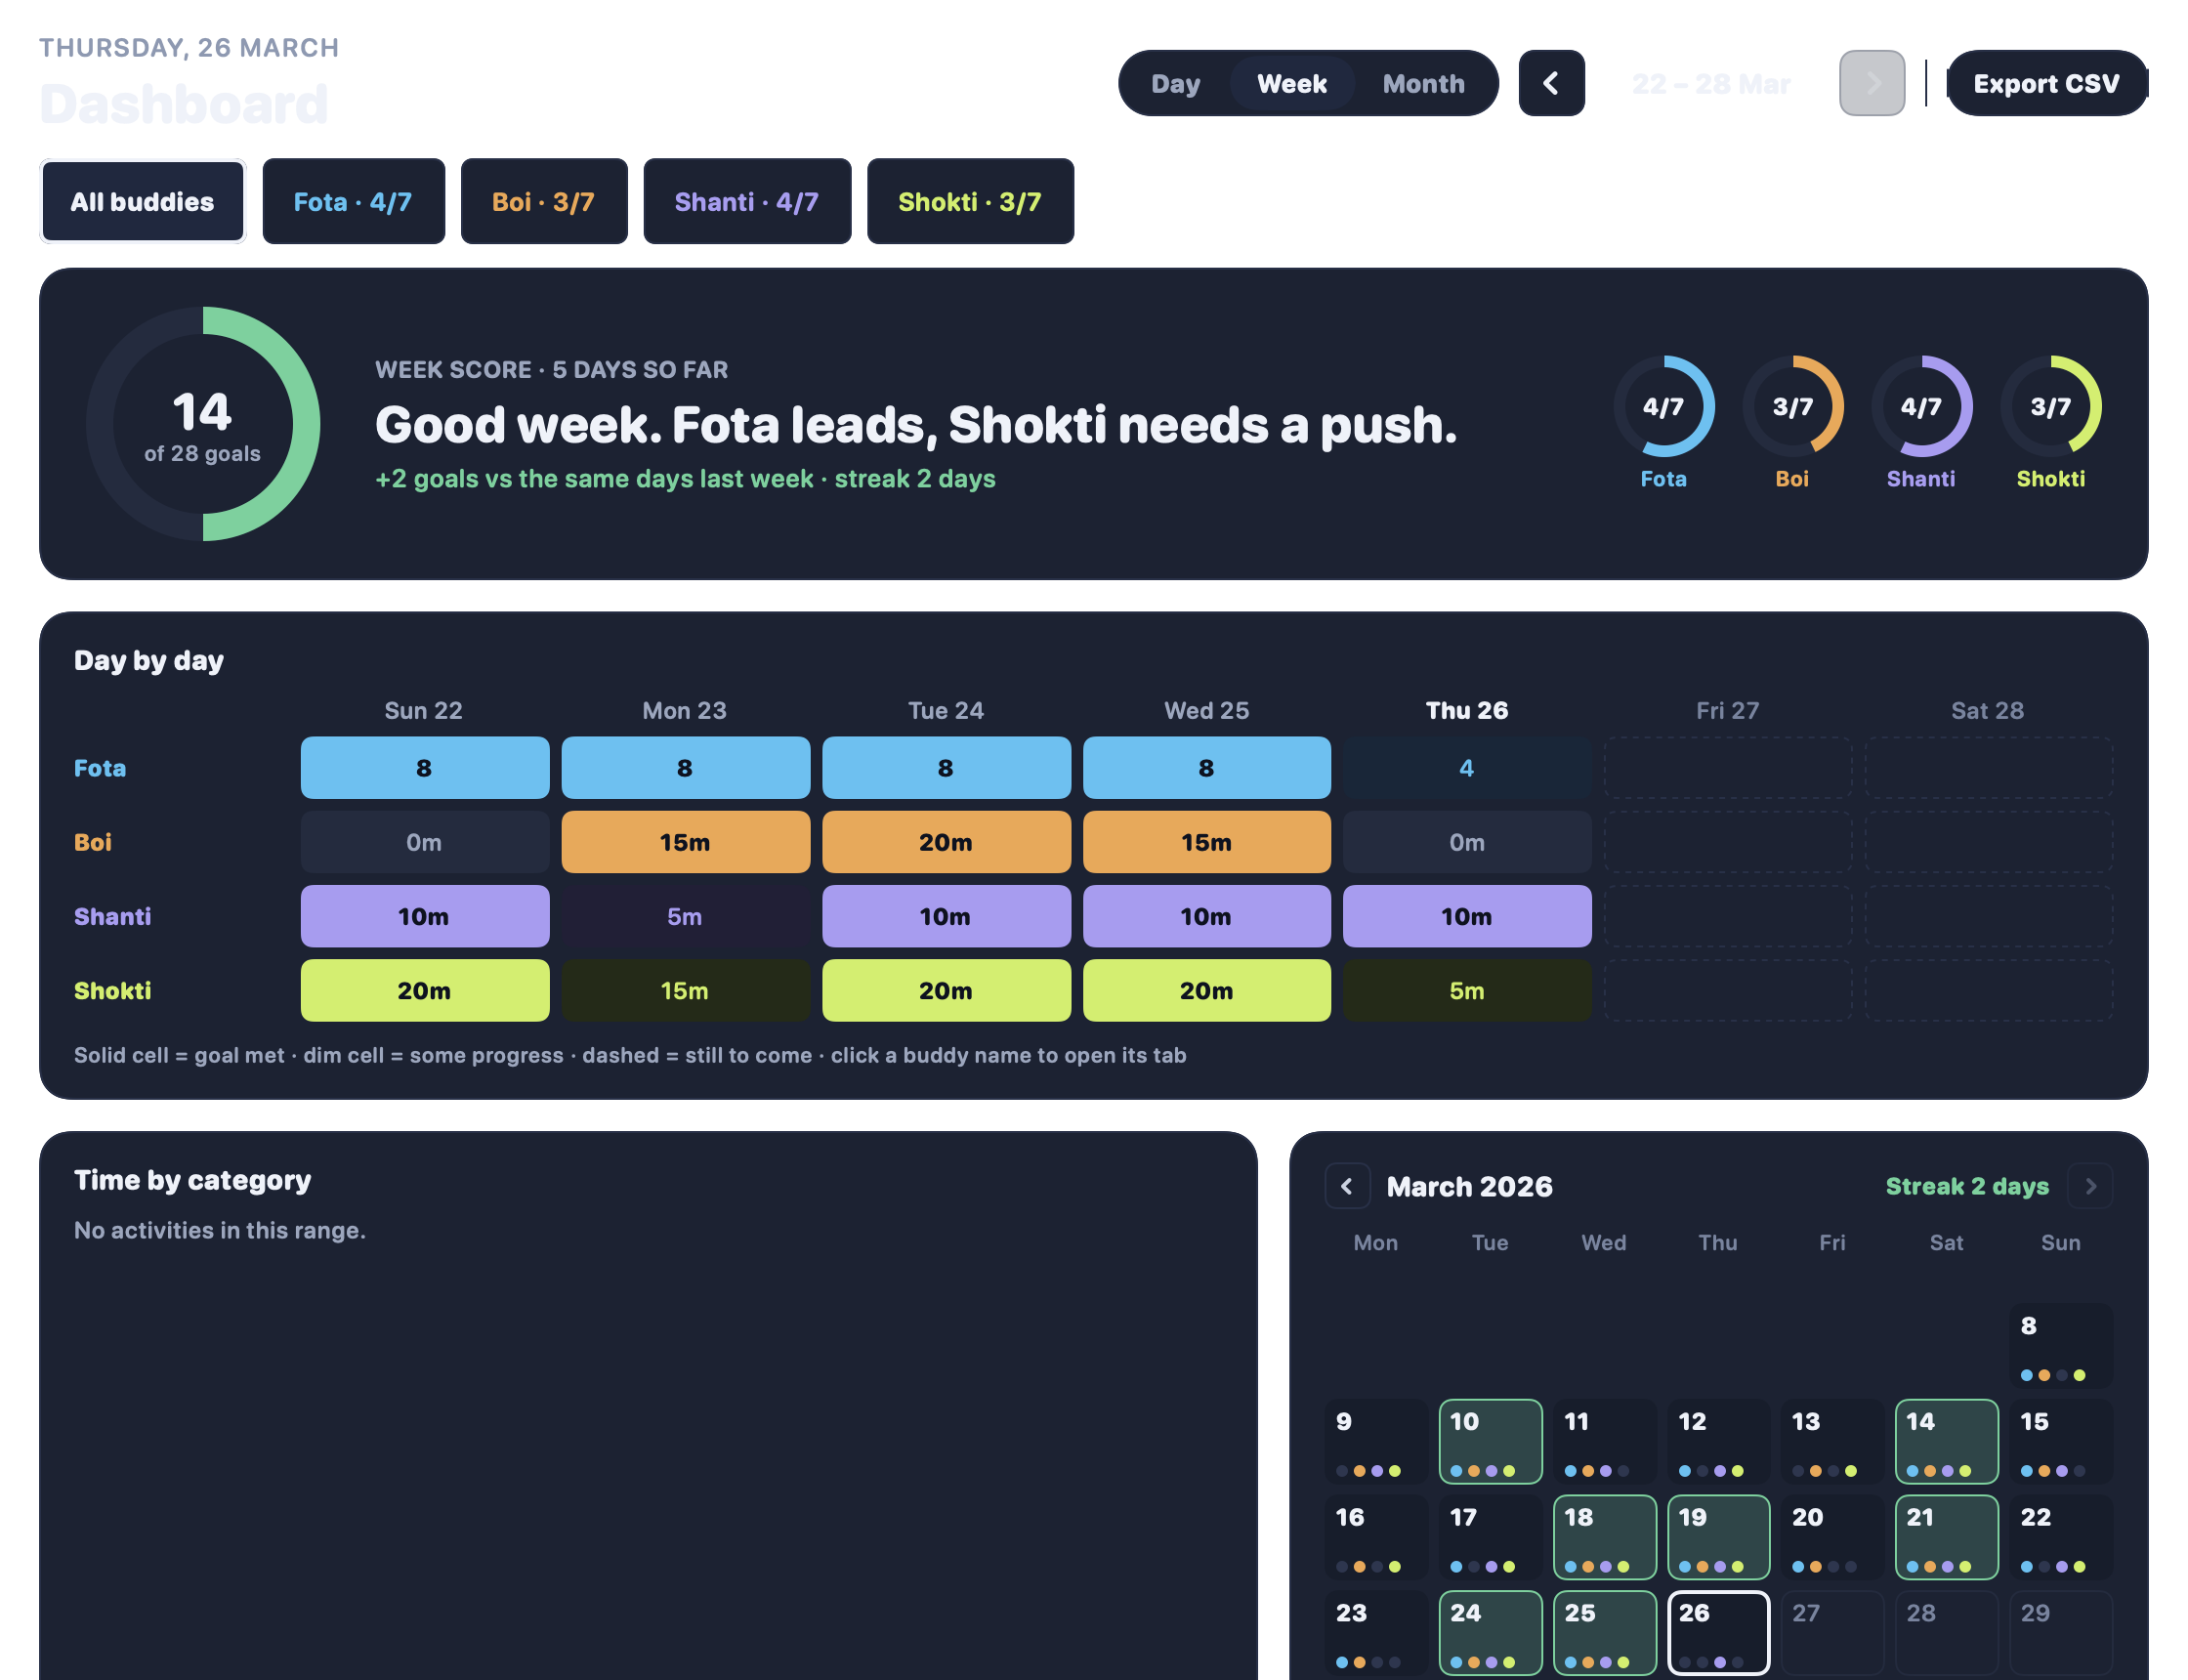 THURSDAY, 26 MARCH
Dashboard
Day Week Month
22 – 28 Mar
Export CSV
All buddies
Fota · 4/7
Boi · 3/7
Shanti · 4/7
Shokti · 3/7
14
of 28 goals
WEEK SCORE · 5 DAYS SO FAR
Good week. Fota leads, Shokti needs a push.
+2 goals vs the same days last week · streak 2 days
4/7 3/7 4/7 3/7
Fota Boi Shanti Shokti
Day by day
Sun 22 Mon 23 Tue 24 Wed 25 Thu 26 Fri 27 Sat 28
Fota 8 8 8 8 4
Boi 0m 15m 20m 15m 0m
Shanti 10m 5m 10m 10m 10m
Shokti 20m 15m 20m 20m 5m
Solid cell = goal met · dim cell = some progress · dashed = still to come · click a buddy name to open its tab
Time by category
No activities in this range.
March 2026
Streak 2 days
Mon Tue Wed Thu Fri Sat Sun
8
9 10 11 12 13 14 15
16 17 18 19 20 21 22
23 24 25 26 27 28 29